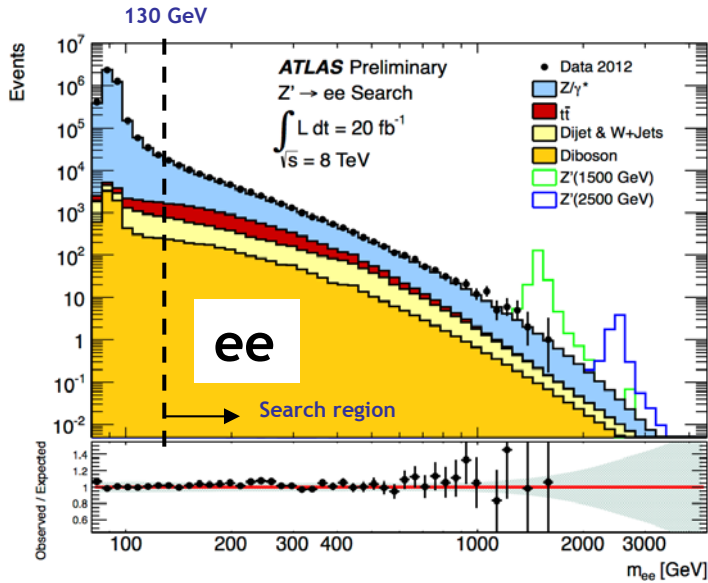 130 GeV
Events
10⁷
10⁶
10⁵
10⁴
10³
10²
10
1
10⁻¹
10⁻²
ATLAS Preliminary
Z' → ee Search
∫ L dt = 20 fb⁻¹
√s = 8 TeV
Data 2012
Z/γ*
tt̄
Dijet & W+Jets
Diboson
Z'(1500 GeV)
Z'(2500 GeV)
ee
Search region
Observed / Expected
1.4
1.2
1
0.8
0.6
100 200 300 400 1000 2000 3000
m_ee [GeV]